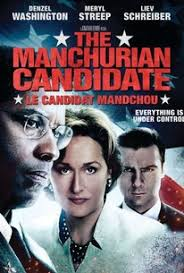 DENZEL MERYL LIEV
WASHINGTON STREEP SCHREIBER
THE
MANCHURIAN
CANDIDATE
LE CANDIDAT MANDCHOU
EVERYTHING IS
UNDER CONTROL